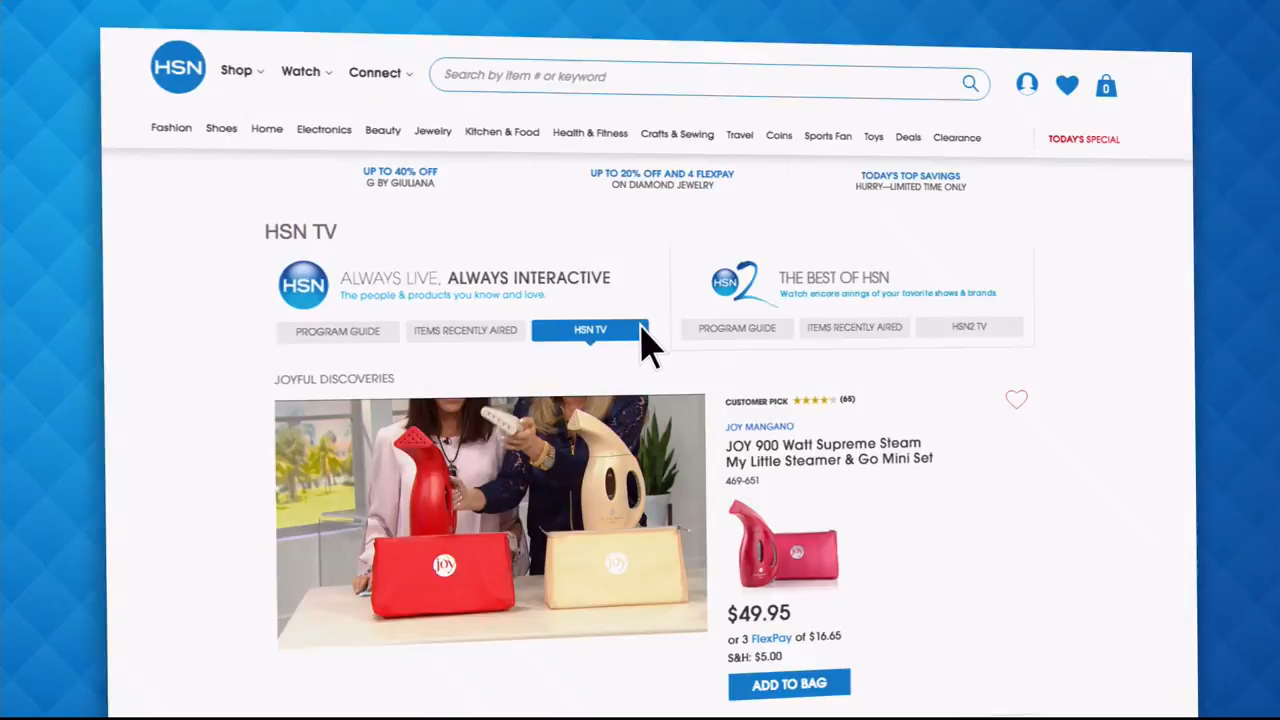 HSN
Shop
Watch
Connect
Search by item # or keyword
0
Fashion
Shoes
Home
Electronics
Beauty
Jewelry
Kitchen & Food
Health & Fitness
Crafts & Sewing
Travel
Coins
Sports Fan
Toys
Deals
Clearance
TODAY'S SPECIAL
UP TO 40% OFF
G BY GIULIANA
UP TO 20% OFF AND 4 FLEXPAY
ON DIAMOND JEWELRY
TODAY'S TOP SAVINGS
HURRY—LIMITED TIME ONLY
HSN TV
HSN
ALWAYS LIVE, ALWAYS INTERACTIVE
The people & products you know and love.
PROGRAM GUIDE
ITEMS RECENTLY AIRED
HSN TV
HSN 2
THE BEST OF HSN
Watch encore airings of your favorite shows & brands.
PROGRAM GUIDE
ITEMS RECENTLY AIRED
HSN2 TV
JOYFUL DISCOVERIES
joy
joy
CUSTOMER PICK
(65)
JOY MANGANO
JOY 900 Watt Supreme Steam
My Little Steamer & Go Mini Set
469-651
joy
$49.95
or 3 FlexPay of $16.65
S&H: $5.00
ADD TO BAG